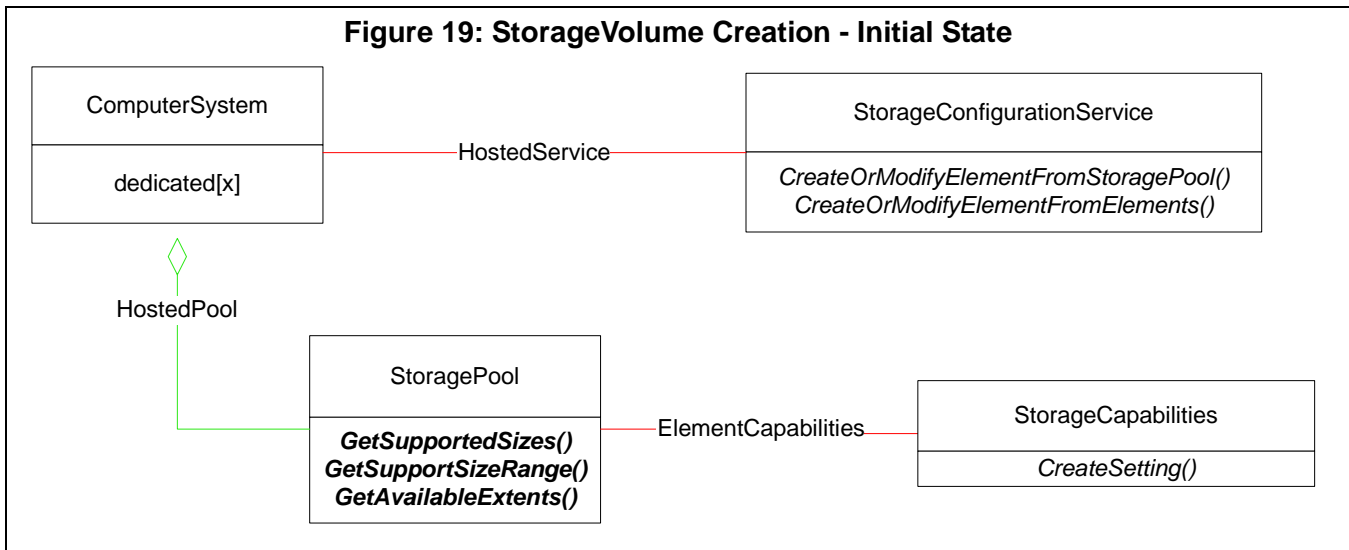 Figure 19: StorageVolume Creation - Initial State
ComputerSystem
dedicated[x]
HostedService
StorageConfigurationService
CreateOrModifyElementFromStoragePool()
CreateOrModifyElementFromElements()
HostedPool
StoragePool
GetSupportedSizes()
GetSupportSizeRange()
GetAvailableExtents()
ElementCapabilities
StorageCapabilities
CreateSetting()